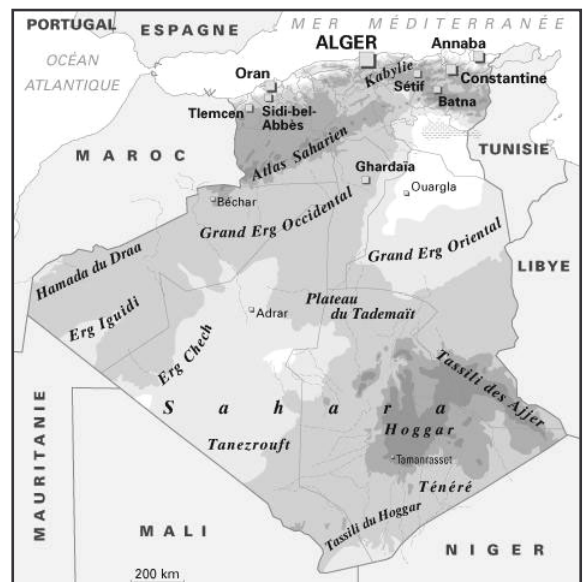 PORTUGAL
ESPAGNE
MER MÉDITERRANÉE
OCÉAN
ATLANTIQUE
ALGER
Annaba
Oran
Kabylie
Sétif
Constantine
Batna
Tlemcen
Sidi-bel-
Abbès
MAROC
Atlas Saharien
TUNISIE
Ghardaïa
Ouargla
Béchar
Grand Erg Occidental
Grand Erg Oriental
LIBYE
Hamada du Draa
Erg Iguidi
Adrar
Plateau
du Tademaït
Erg Chech
Tassili des Ajjer
Sahara
Hoggar
Tanezrouft
Tamanrasset
Ténéré
MAURITANIE
Tassili du Hoggar
MALI
NIGER
200 km